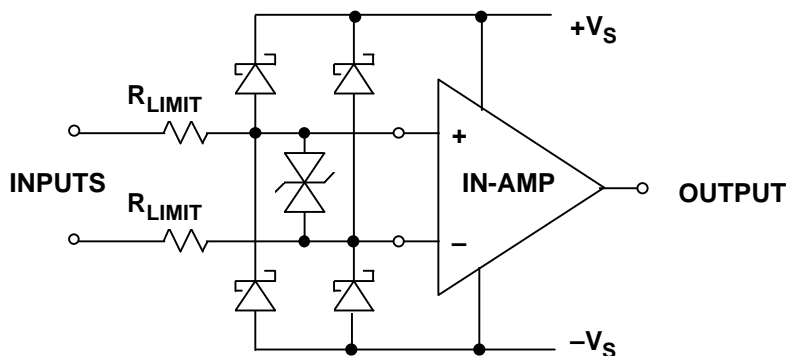 +VS
RLIMIT
+
INPUTS
IN-AMP
OUTPUT
RLIMIT
–
–VS